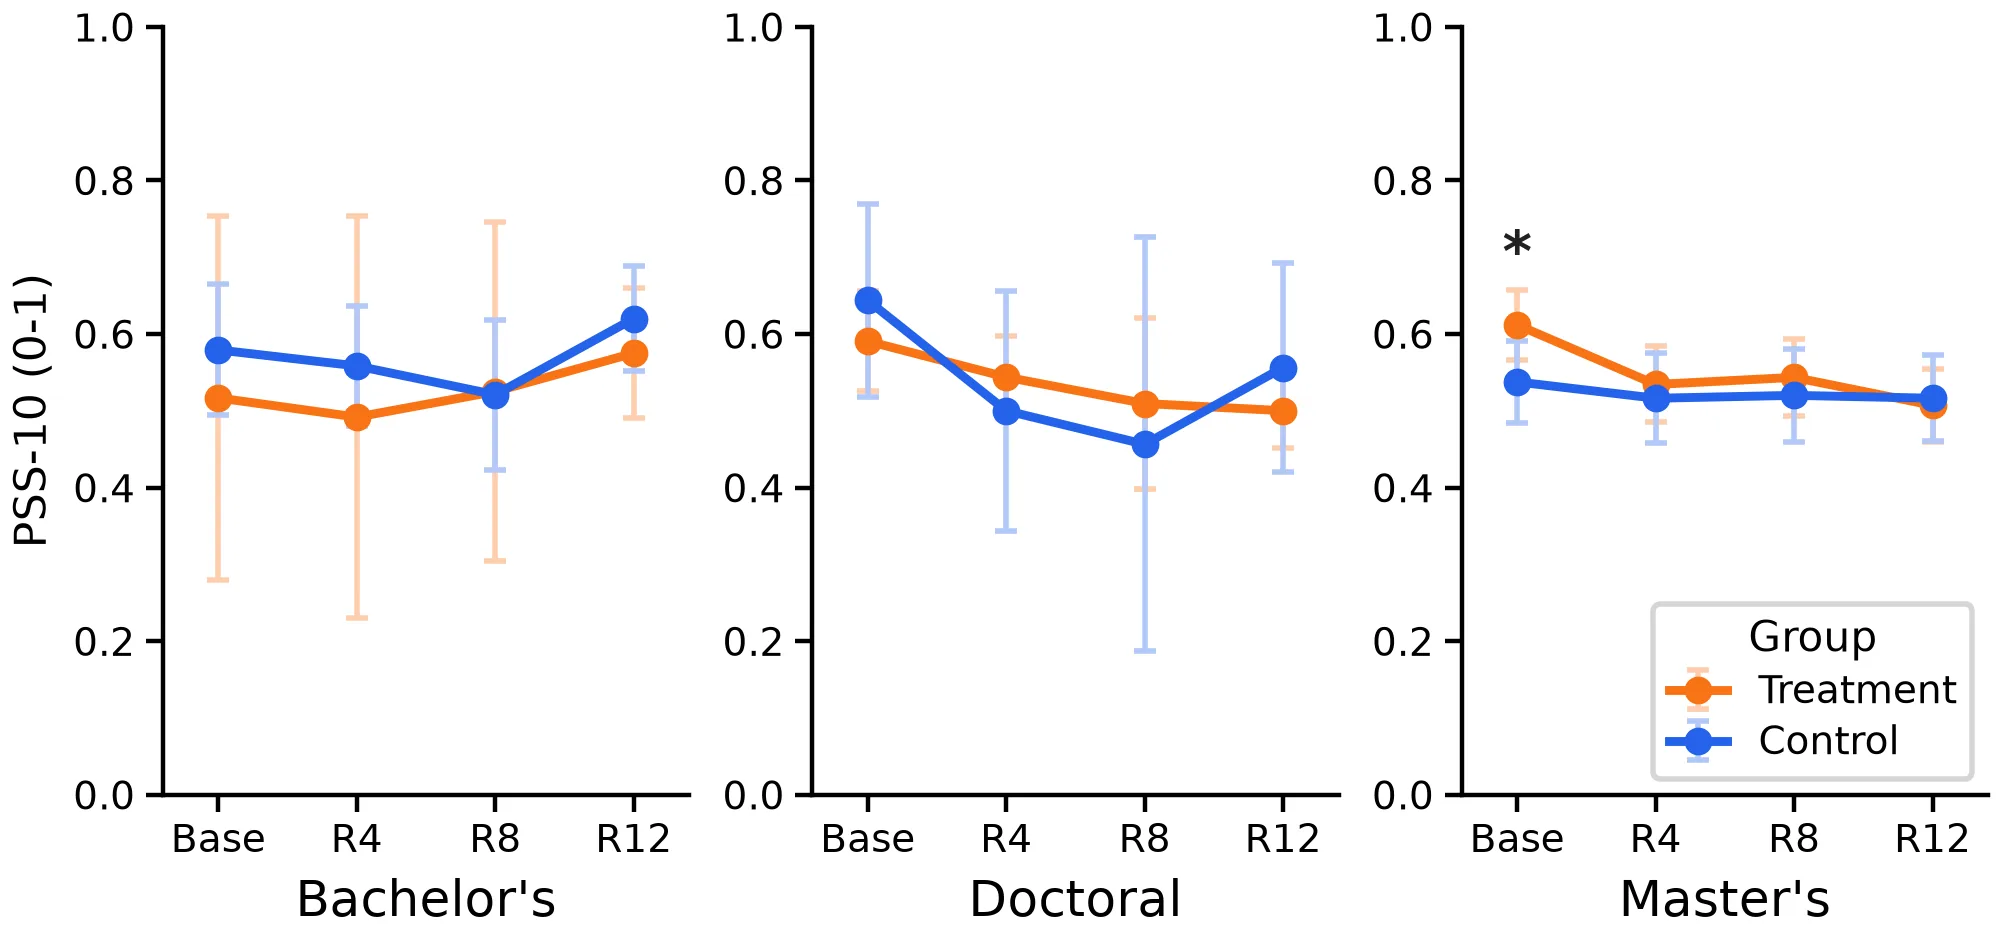 PSS-10 (0-1)
1.0
0.8
0.6
0.4
0.2
0.0
Base R4 R8 R12
Bachelor's
1.0
0.8
0.6
0.4
0.2
0.0
Base R4 R8 R12
Doctoral
1.0
0.8
0.6
0.4
0.2
0.0
*
Group
Treatment
Control
Base R4 R8 R12
Master's